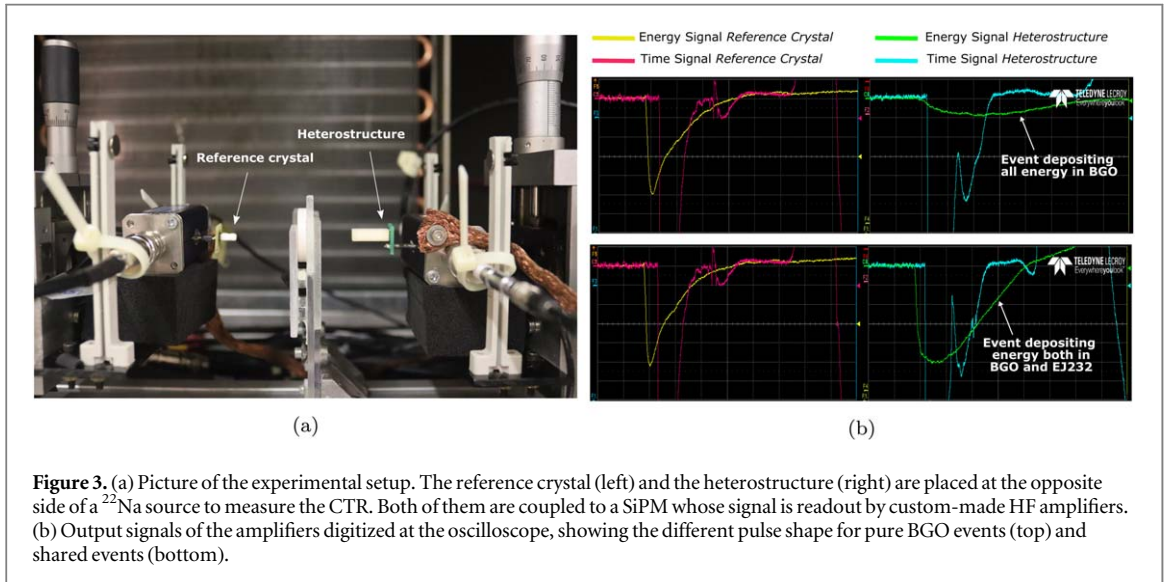 Reference crystal
Heterostructure
(a)
Energy Signal Reference Crystal
Time Signal Reference Crystal
Energy Signal Heterostructure
Time Signal Heterostructure
TELEDYNE LECROY
Everywhereyoulook™
Event depositing
all energy in BGO
TELEDYNE LECROY
Everywhereyoulook™
Event depositing
energy both in
BGO and EJ232
(b)
Figure 3. (a) Picture of the experimental setup. The reference crystal (left) and the heterostructure (right) are placed at the opposite
side of a ²²Na source to measure the CTR. Both of them are coupled to a SiPM whose signal is readout by custom-made HF amplifiers.
(b) Output signals of the amplifiers digitized at the oscilloscope, showing the different pulse shape for pure BGO events (top) and
shared events (bottom).